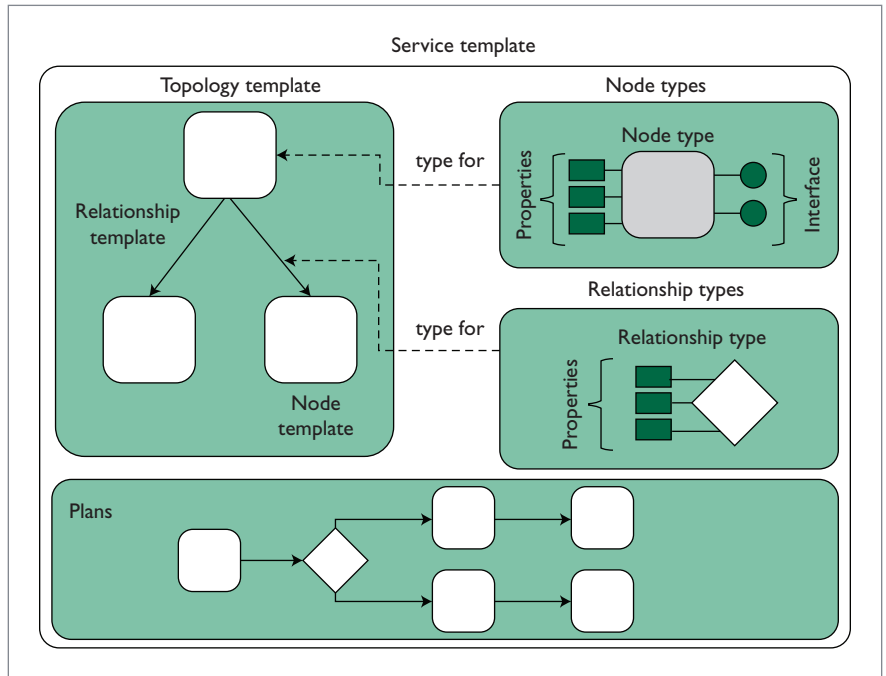 Service template
Topology template
Relationship
template
Node
template
type for
type for
Node types
Node type
Properties
Interface
Relationship types
Relationship type
Properties
Plans